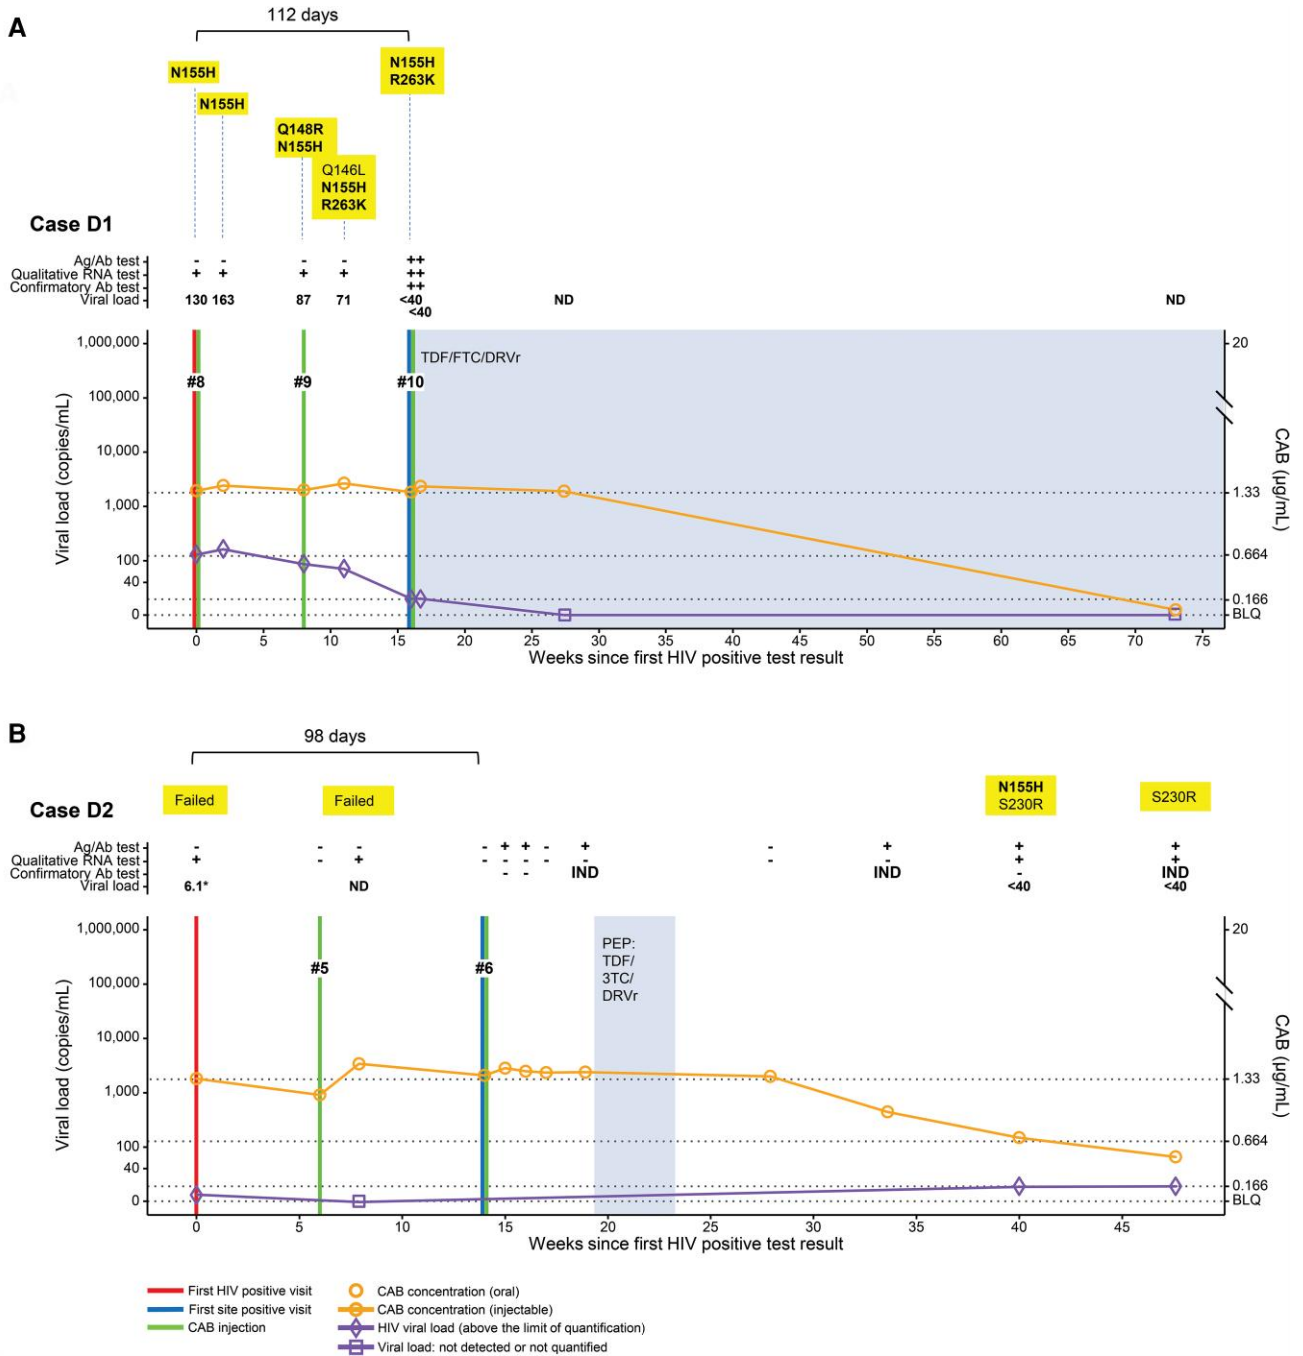 A
112 days
N155H
N155H
Q148R
N155H
Q146L
N155H
R263K
N155H
R263K
Case D1
Ag/Ab test - - - - ++
Qualitative RNA test + + + + ++
Confirmatory Ab test ++
Viral load 130 163 87 71 <40 ND ND
<40
TDF/FTC/DRVr
#8 #9 #10
1,000,000
100,000
10,000
1,000
100
40
0
Viral load (copies/mL)
20
1.33
0.664
0.166
BLQ
CAB (µg/mL)
0 5 10 15 20 25 30 35 40 45 50 55 60 65 70 75
Weeks since first HIV positive test result
B
98 days
Failed Failed
N155H
S230R
S230R
Case D2
Ag/Ab test - - - - + + - + - + + +
Qualitative RNA test + - + - - - - - - - + +
Confirmatory Ab test - - IND IND - IND
Viral load 6.1* ND <40 <40
#5 #6
PEP:
TDF/
3TC/
DRVr
1,000,000
100,000
10,000
1,000
100
40
0
Viral load (copies/mL)
20
1.33
0.664
0.166
BLQ
CAB (µg/mL)
0 5 10 15 20 25 30 35 40 45
Weeks since first HIV positive test result
First HIV positive visit
First site positive visit
CAB injection
CAB concentration (oral)
CAB concentration (injectable)
HIV viral load (above the limit of quantification)
Viral load: not detected or not quantified